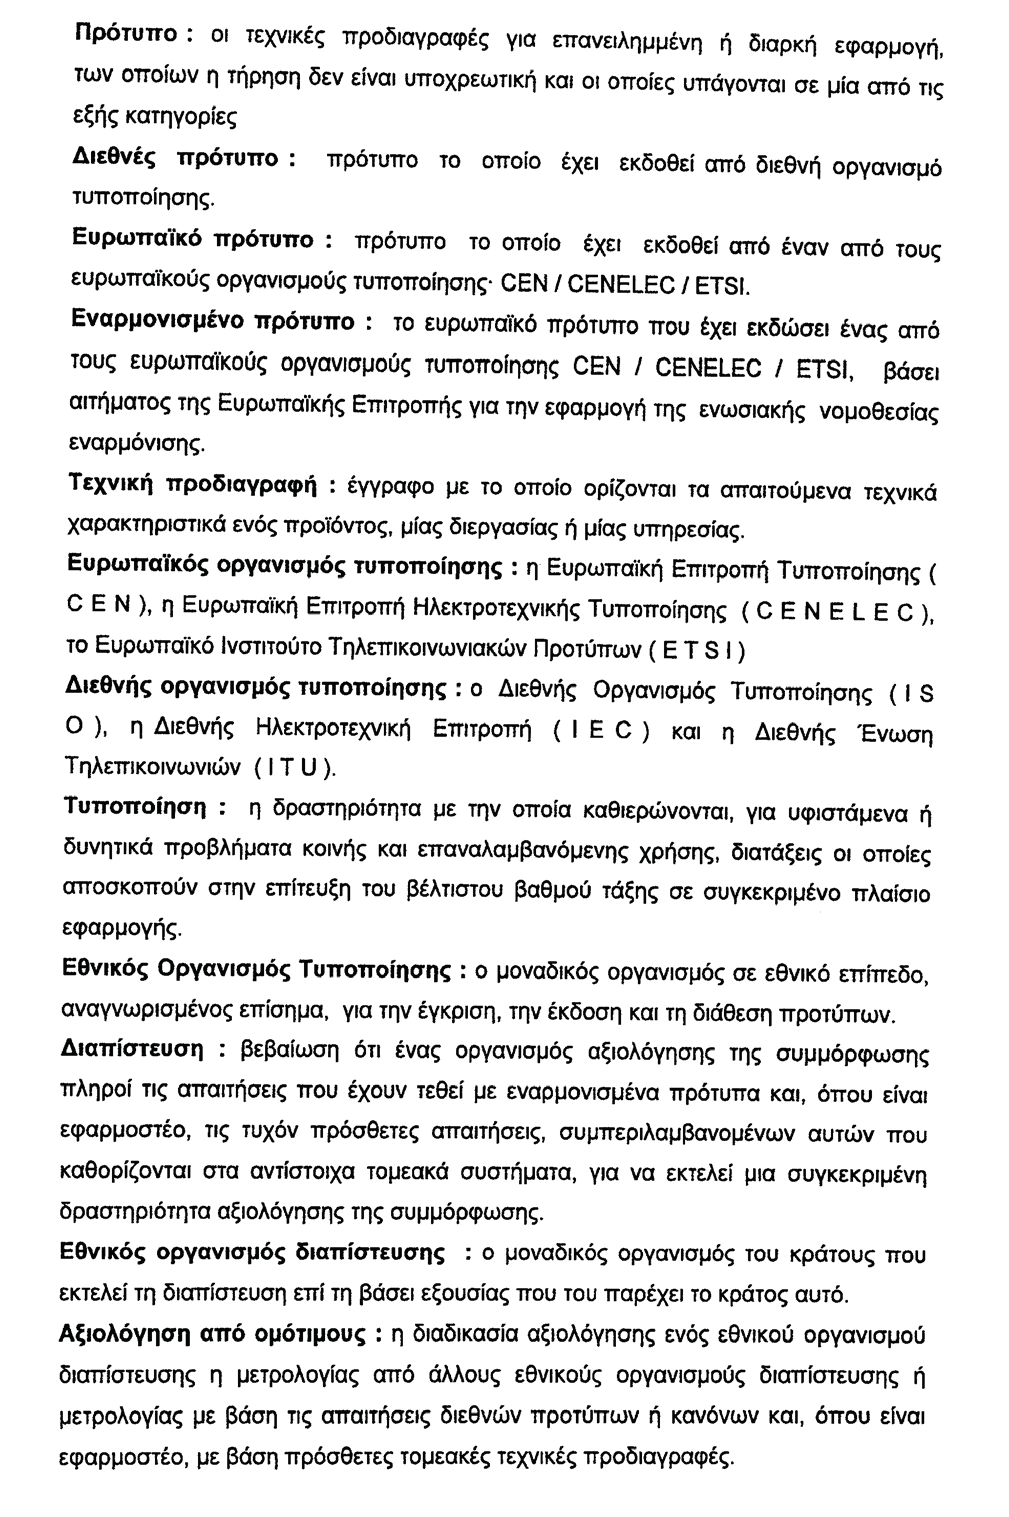 Πρότυπο : οι τεχνικές προδιαγραφές για επανειλημμένη ή διαρκή εφαρμογή,
των οποίων η τήρηση δεν είναι υποχρεωτική και οι οποίες υπάγονται σε μία από τις
εξής κατηγορίες
Διεθνές πρότυπο : πρότυπο το οποίο έχει εκδοθεί από διεθνή οργανισμό
τυποποίησης.
Ευρωπαϊκό πρότυπο : πρότυπο το οποίο έχει εκδοθεί από έναν από τους
ευρωπαϊκούς οργανισμούς τυποποίησης· CEN / CENELEC / ETSI.
Εναρμονισμένο πρότυπο : το ευρωπαϊκό πρότυπο που έχει εκδώσει ένας από
τους ευρωπαϊκούς οργανισμούς τυποποίησης CEN / CENELEC / ETSI, βάσει
αιτήματος της Ευρωπαϊκής Επιτροπής για την εφαρμογή της ενωσιακής νομοθεσίας
εναρμόνισης.
Τεχνική προδιαγραφή : έγγραφο με το οποίο ορίζονται τα απαιτούμενα τεχνικά
χαρακτηριστικά ενός προϊόντος, μίας διεργασίας ή μίας υπηρεσίας.
Ευρωπαϊκός οργανισμός τυποποίησης : η Ευρωπαϊκή Επιτροπή Τυποποίησης (
C E N ), η Ευρωπαϊκή Επιτροπή Ηλεκτροτεχνικής Τυποποίησης ( C E N E L E C ),
το Ευρωπαϊκό Ινστιτούτο Τηλεπικοινωνιακών Προτύπων ( E T S I )
Διεθνής οργανισμός τυποποίησης : ο Διεθνής Οργανισμός Τυποποίησης ( I S
O ), η Διεθνής Ηλεκτροτεχνική Επιτροπή ( I E C ) και η Διεθνής Ένωση
Τηλεπικοινωνιών ( I T U ).
Τυποποίηση : η δραστηριότητα με την οποία καθιερώνονται, για υφιστάμενα ή
δυνητικά προβλήματα κοινής και επαναλαμβανόμενης χρήσης, διατάξεις οι οποίες
αποσκοπούν στην επίτευξη του βέλτιστου βαθμού τάξης σε συγκεκριμένο πλαίσιο
εφαρμογής.
Εθνικός Οργανισμός Τυποποίησης : ο μοναδικός οργανισμός σε εθνικό επίπεδο,
αναγνωρισμένος επίσημα, για την έγκριση, την έκδοση και τη διάθεση προτύπων.
Διαπίστευση : βεβαίωση ότι ένας οργανισμός αξιολόγησης της συμμόρφωσης
πληροί τις απαιτήσεις που έχουν τεθεί με εναρμονισμένα πρότυπα και, όπου είναι
εφαρμοστέο, τις τυχόν πρόσθετες απαιτήσεις, συμπεριλαμβανομένων αυτών που
καθορίζονται στα αντίστοιχα τομεακά συστήματα, για να εκτελεί μια συγκεκριμένη
δραστηριότητα αξιολόγησης της συμμόρφωσης.
Εθνικός οργανισμός διαπίστευσης : ο μοναδικός οργανισμός του κράτους που
εκτελεί τη διαπίστευση επί τη βάσει εξουσίας που του παρέχει το κράτος αυτό.
Αξιολόγηση από ομότιμους : η διαδικασία αξιολόγησης ενός εθνικού οργανισμού
διαπίστευσης η μετρολογίας από άλλους εθνικούς οργανισμούς διαπίστευσης ή
μετρολογίας με βάση τις απαιτήσεις διεθνών προτύπων ή κανόνων και, όπου είναι
εφαρμοστέο, με βάση πρόσθετες τομεακές τεχνικές προδιαγραφές.